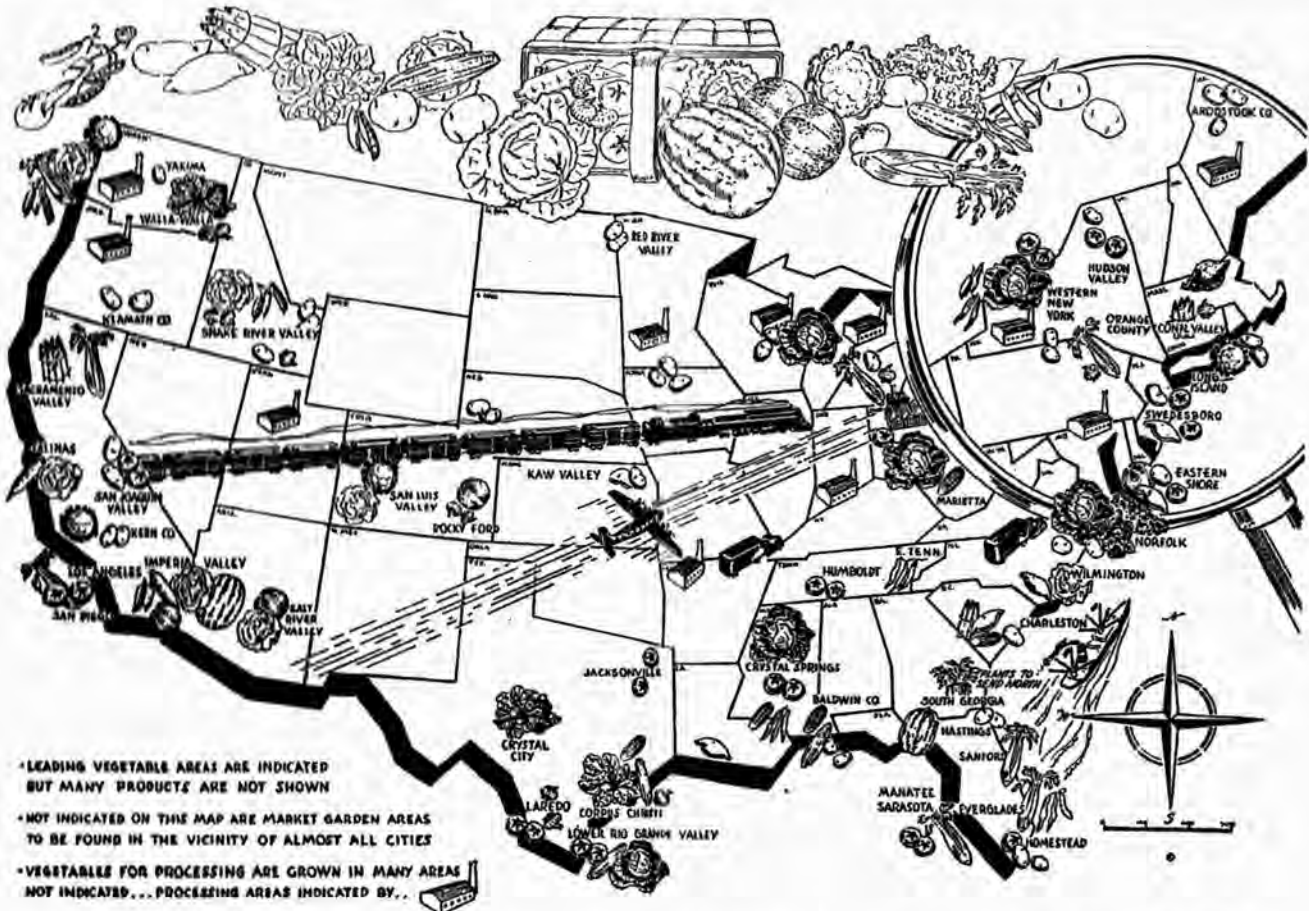 AROOSTOOK CO.
YAKIMA
WALLA-WALLA
RED RIVER
VALLEY
HUDSON
VALLEY
WESTERN
NEW
YORK
MASS.
ORANGE
COUNTY
CONN. VALLEY
KLAMATH CO.
SNAKE RIVER VALLEY
LONG
ISLAND
SWEDESBORO
SACRAMENTO
VALLEY
NEV.
NEB.
IOWA
COLO.
SALINAS
SAN JOAQUIN
VALLEY
KAW VALLEY
SAN LUIS
VALLEY
ROCKY FORD
MARIETTA
EASTERN
SHORE
KERN CO.
NORFOLK
LOS ANGELES
IMPERIAL VALLEY
SAN DIEGO
SALT
RIVER
VALLEY
TENN.
HUMBOLDT
E. TENN.
WILMINGTON
CHARLESTON
JACKSONVILLE
CRYSTAL SPRINGS
PLANTS TO
SEND NORTH
BALDWIN CO.
SOUTH GEORGIA
HASTINGS
SANFORD
CRYSTAL
CITY
LAREDO
CORPUS CHRISTI
LOWER RIO GRANDE VALLEY
MANATEE
SARASOTA
EVERGLADES
HOMESTEAD
S
•LEADING VEGETABLE AREAS ARE INDICATED
BUT MANY PRODUCTS ARE NOT SHOWN
•NOT INDICATED ON THIS MAP ARE MARKET GARDEN AREAS
TO BE FOUND IN THE VICINITY OF ALMOST ALL CITIES
•VEGETABLES FOR PROCESSING ARE GROWN IN MANY AREAS
NOT INDICATED...PROCESSING AREAS INDICATED BY..